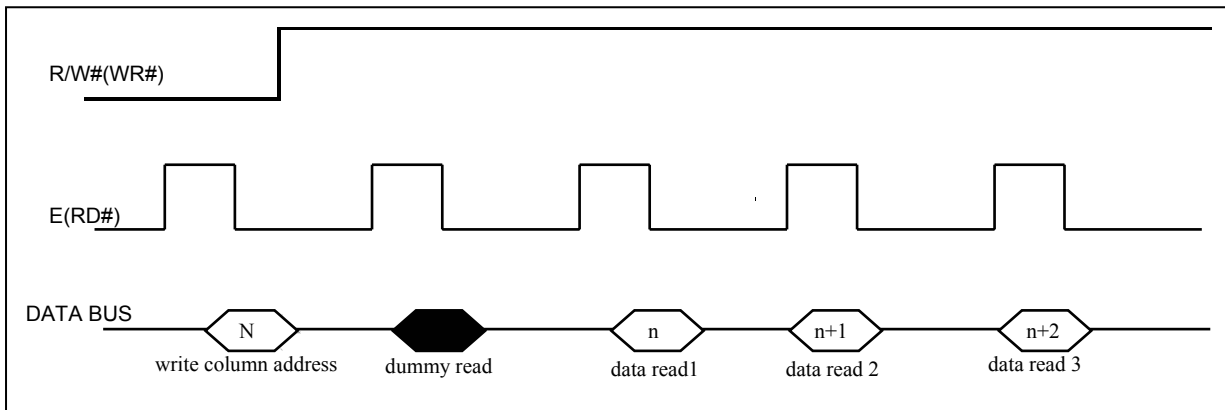 R/W#(WR#)
E(RD#)
DATA BUS
N n n+1 n+2
write column address dummy read data read1 data read 2 data read 3